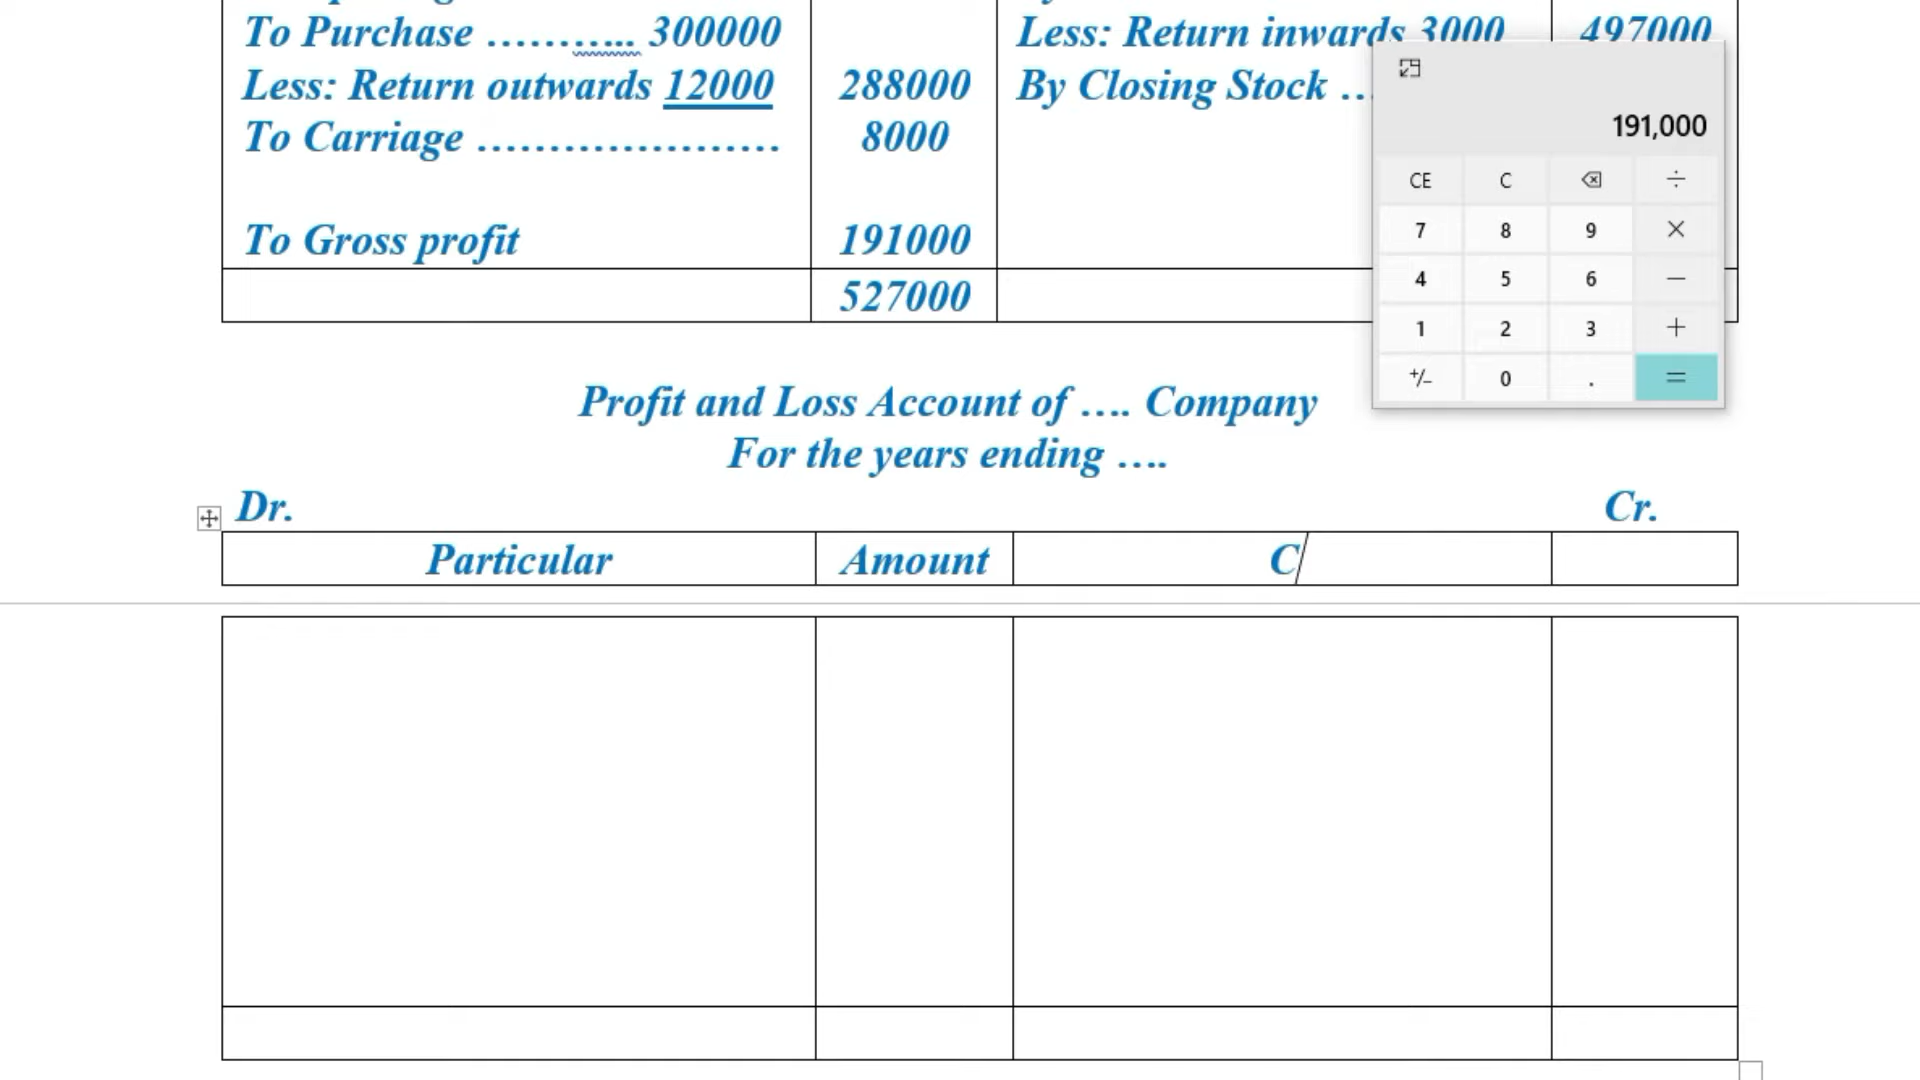 To Purchase ……….. 300000
Less: Return inwards 3000
497000
Less: Return outwards 12000
288000
By Closing Stock …
To Carriage …………………
8000
To Gross profit
191000
527000
191,000
CE C ÷
7 8 9 ×
4 5 6 −
1 2 3 +
+/− 0 . =
Profit and Loss Account of …. Company
For the years ending ….
Dr.
Cr.
Particular
Amount
C